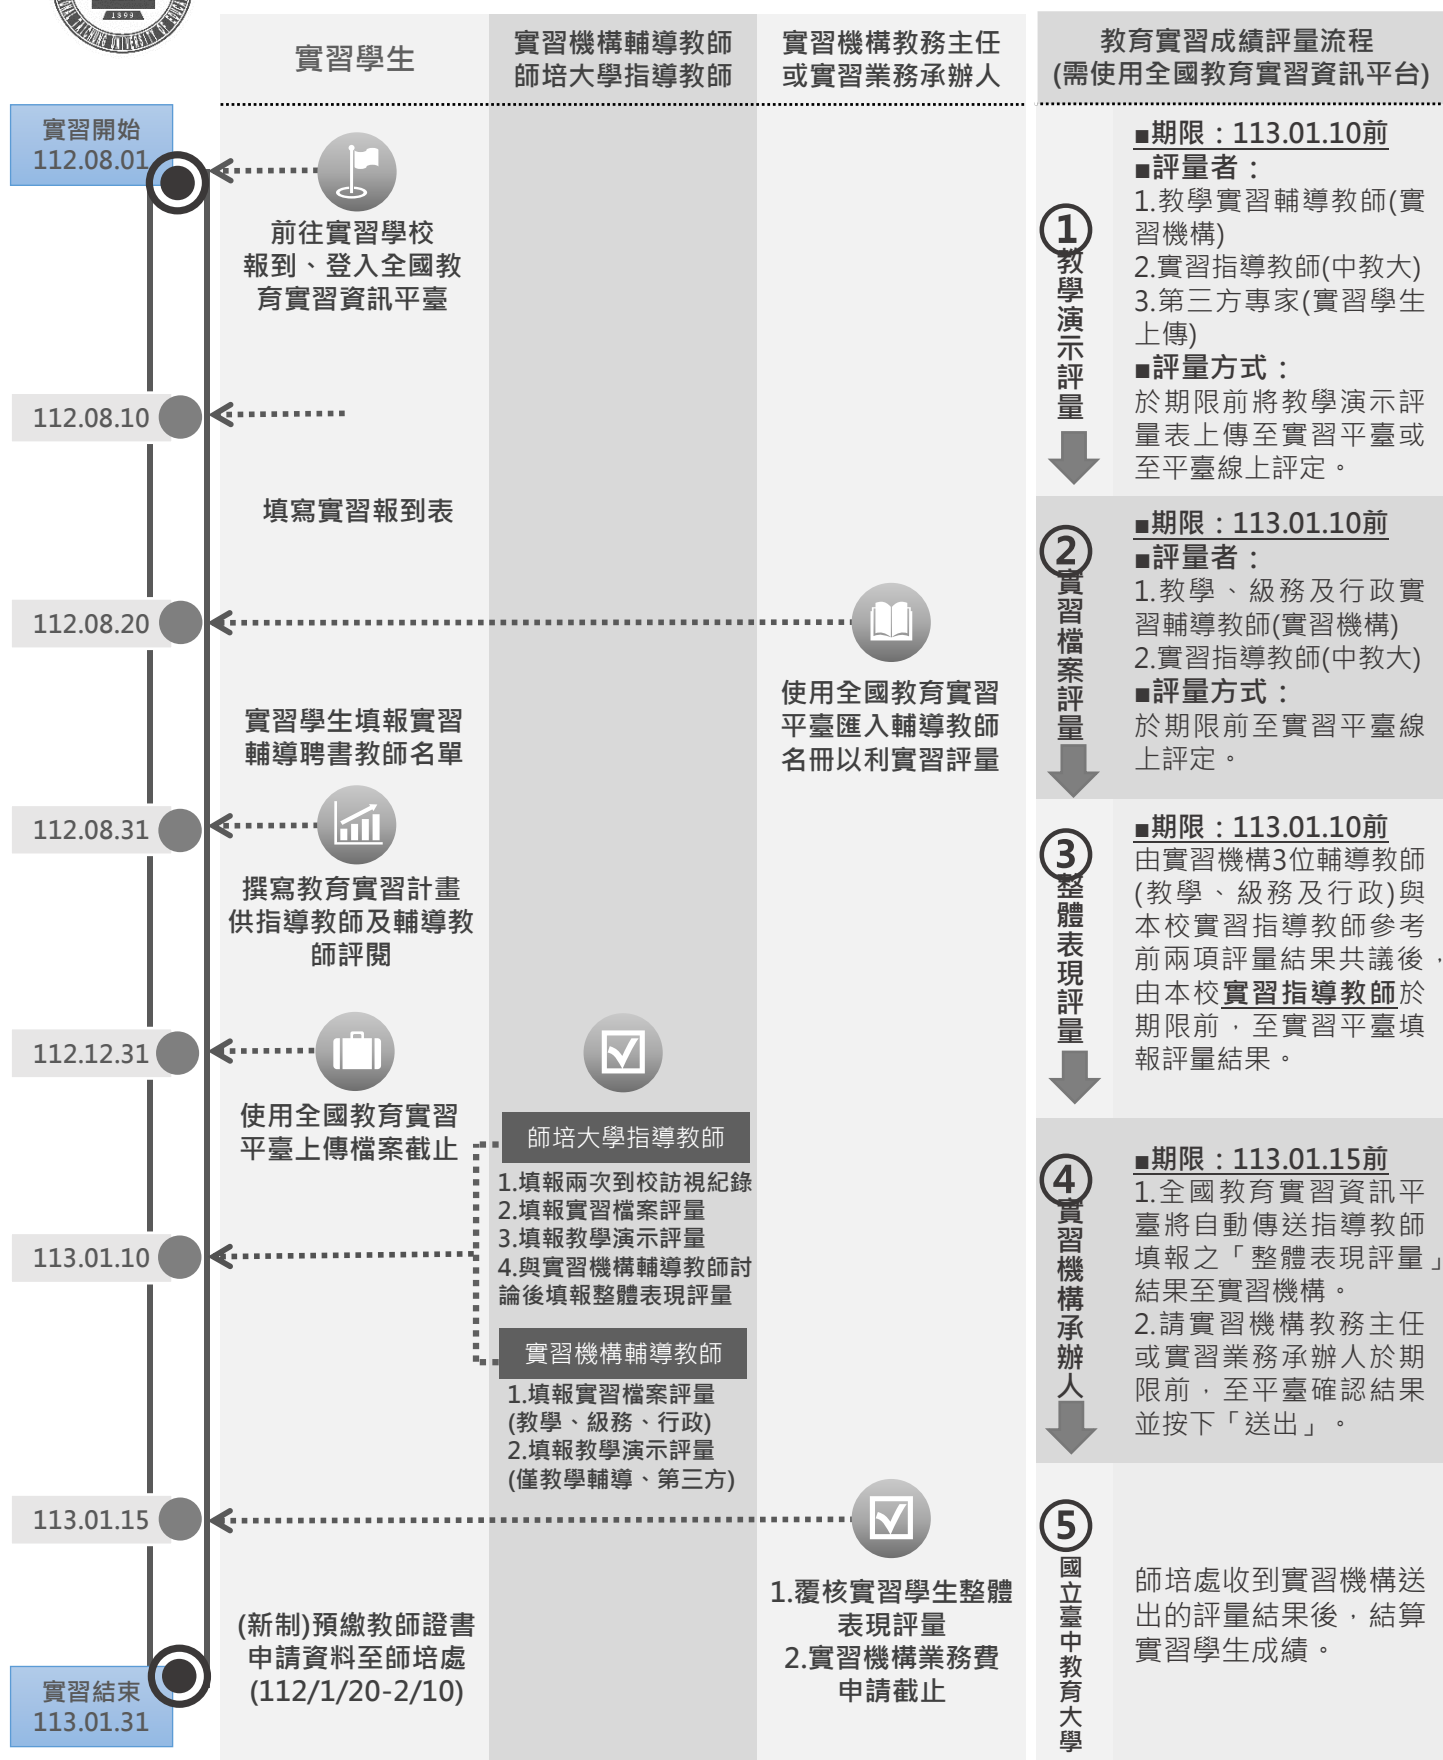 1899
實習學生
實習機構輔導教師
師培大學指導教師
實習機構教務主任
或實習業務承辦人
教育實習成績評量流程
(需使用全國教育實習資訊平台)
實習開始
112.08.01
前往實習學校
報到、登入全國教
育實習資訊平臺
112.08.10
填寫實習報到表
112.08.20
使用全國教育實習
平臺匯入輔導教師
名冊以利實習評量
實習學生填報實習
輔導聘書教師名單
112.08.31
撰寫教育實習計畫
供指導教師及輔導教
師評閱
112.12.31
使用全國教育實習
平臺上傳檔案截止
師培大學指導教師
1.填報兩次到校訪視紀錄
2.填報實習檔案評量
3.填報教學演示評量
4.與實習機構輔導教師討
論後填報整體表現評量
113.01.10
實習機構輔導教師
1.填報實習檔案評量
(教學、級務、行政)
2.填報教學演示評量
(僅教學輔導、第三方)
113.01.15
1.覆核實習學生整體
表現評量
2.實習機構業務費
申請截止
(新制)預繳教師證書
申請資料至師培處
(112/1/20-2/10)
實習結束
113.01.31
1
教學演示評量
■期限：113.01.10前
■評量者：
1.教學實習輔導教師(實
習機構)
2.實習指導教師(中教大)
3.第三方專家(實習學生
上傳)
■評量方式：
於期限前將教學演示評
量表上傳至實習平臺或
至平臺線上評定。
2
實習檔案評量
■期限：113.01.10前
■評量者：
1.教學、級務及行政實
習輔導教師(實習機構)
2.實習指導教師(中教大)
■評量方式：
於期限前至實習平臺線
上評定。
3
整體表現評量
■期限：113.01.10前
由實習機構3位輔導教師
(教學、級務及行政)與
本校實習指導教師參考
前兩項評量結果共議後，
由本校實習指導教師於
期限前，至實習平臺填
報評量結果。
4
實習機構承辦人
■期限：113.01.15前
1.全國教育實習資訊平
臺將自動傳送指導教師
填報之「整體表現評量」
結果至實習機構。
2.請實習機構教務主任
或實習業務承辦人於期
限前，至平臺確認結果
並按下「送出」。
5
國立臺中教育大學
師培處收到實習機構送
出的評量結果後，結算
實習學生成績。